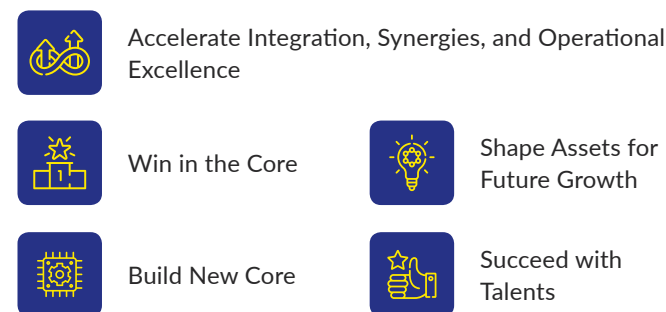 Accelerate Integration, Synergies, and Operational
Excellence
1
Win in the Core
Shape Assets for
Future Growth
Build New Core
Succeed with
Talents